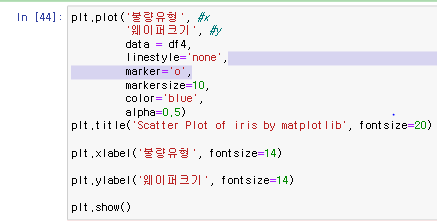 In [44]: plt.plot('불량유형', #x
'웨이퍼크기', #y
data = df4,
linestyle='none',
marker='o',
markersize=10,
color='blue',
alpha=0.5)
plt.title('Scatter Plot of iris by matplotlib', fontsize=20)
plt.xlabel('불량유형', fontsize=14)
plt.ylabel('웨이퍼크기', fontsize=14)
plt.show()